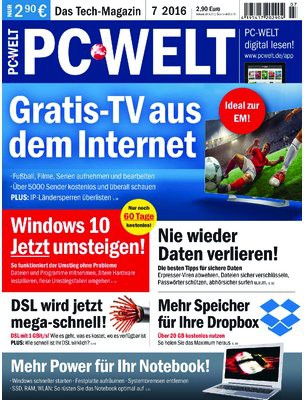 NUR 2,90 €
Das Tech-Magazin
7 2016
2,90 Euro
PC-WELT
PC WELT
PC-WELT
digital lesen!
www.pcwelt.de/app
Gratis-TV aus
dem Internet
Ideal zur
EM!
· Fußball, Filme, Serien aufnehmen und bearbeiten
· Über 5000 Sender kostenlos und überall schauen
PLUS: IP-Ländersperren überlisten
Nur noch
60 Tage
kostenlos!
Windows 10
Jetzt umsteigen!
So funktioniert der Umstieg ohne Probleme
Dateien und Programme mitnehmen, ältere Hardware
installieren, fiese Umstiegsfallen umgehen
Nie wieder
Daten verlieren!
Die besten Tipps für sichere Daten
Erpresser-Viren abwehren, Dateien sicher verschlüsseln,
Passwörter schützen, abhörsicher surfen u.v.m.
DSL wird jetzt
mega-schnell!
DSL mit 1 GBit/s! Wie es geht, was es kostet, wo es verfügbar ist
PLUS: Wie schnell ist Ihr DSL wirklich?
Mehr Speicher
für Ihre Dropbox
Über 20 GB kostenlos nutzen
So holen Sie das Maximum heraus
Mehr Power für Ihr Notebook!
· Windows schneller starten · Festplatte aufräumen · Systembremsen entfernen
· SSD, RAM, WLAN: So rüsten Sie das Notebook optimal auf